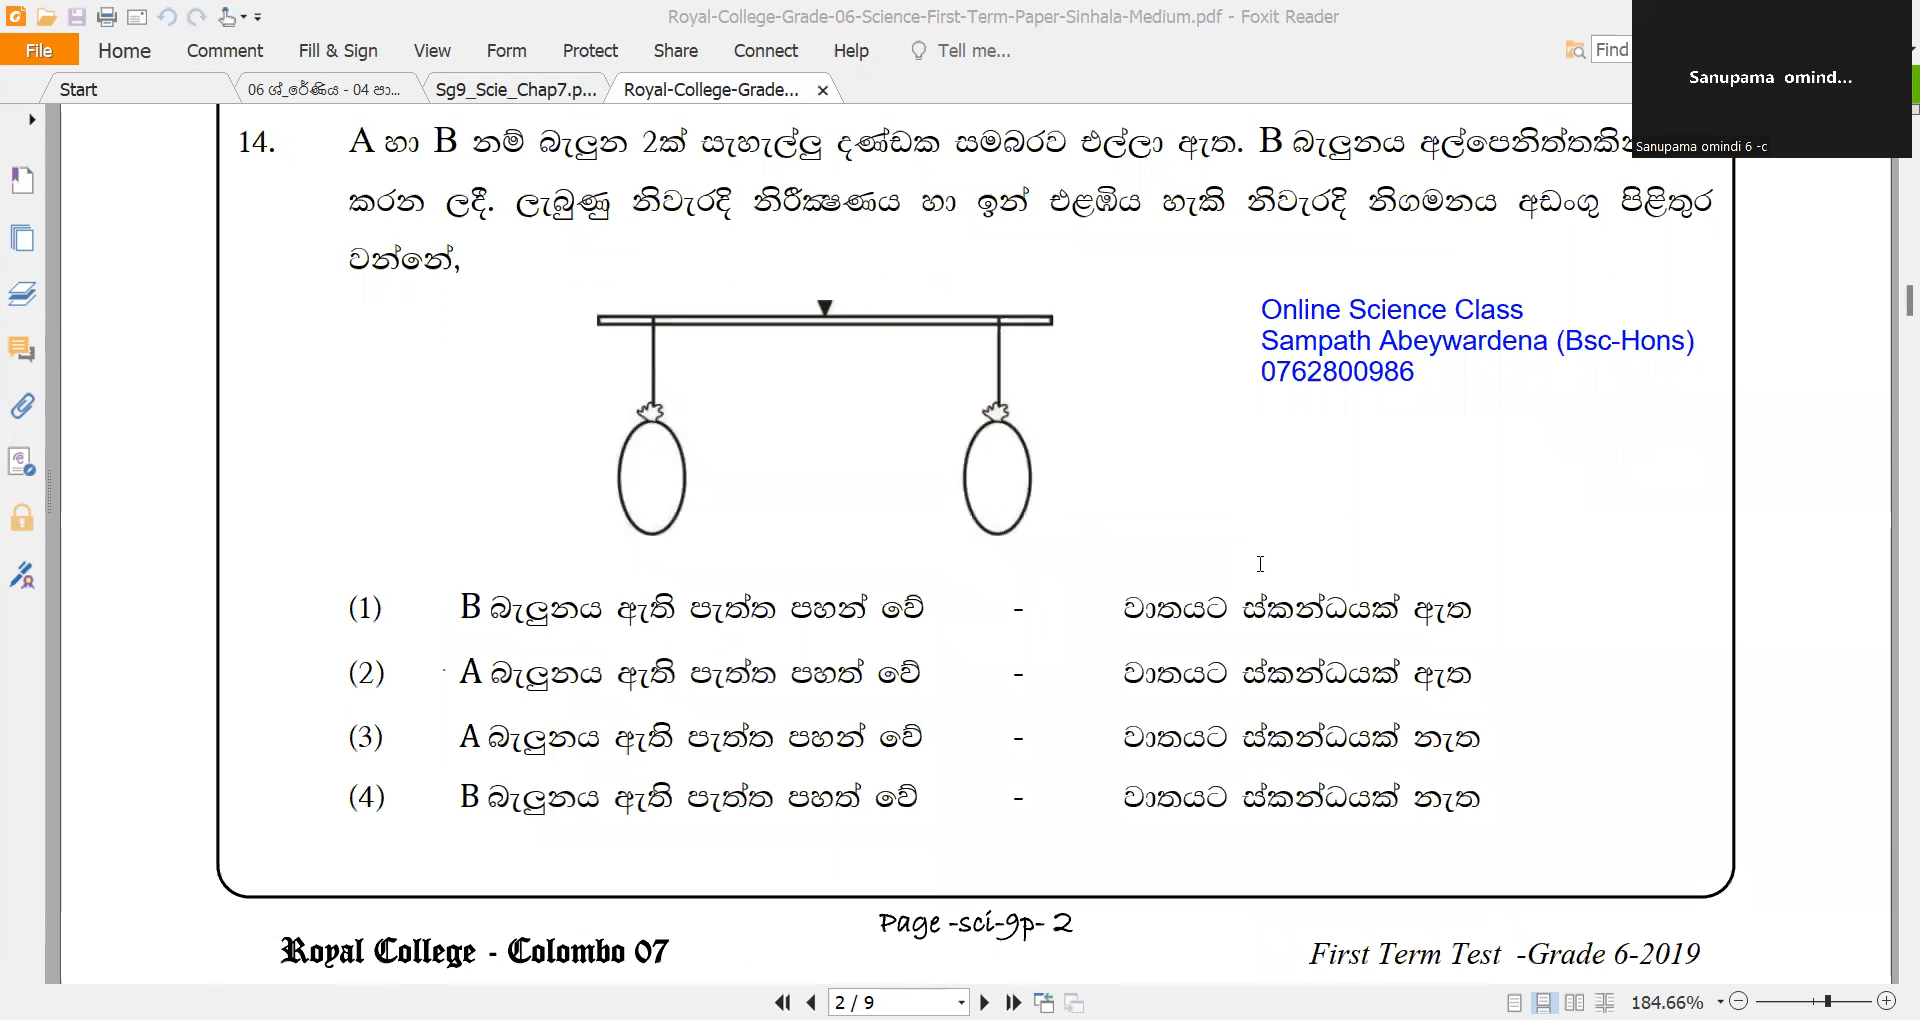 Royal-College-Grade-06-Science-First-Term-Paper-Sinhala-Medium.pdf - Foxit Reader
File Home Comment Fill & Sign View Form Protect Share Connect Help Tell me... Find
Sanupama omind...
Start 06 ශ්‍රේණිය - 04 පා... Sg9_Scie_Chap7.p... Royal-College-Grade...
Sanupama omindi 6 -c
14. A හා B නම් බැලුන 2ක් සැහැල්ලු දණ්ඩක සමබරව එල්ලා ඇත. B බැලුනය
කරන ලදී. ලැබුණු නිවැරදි නිරීක්‍ෂණය හා ඉන් එළඹිය හැකි නිවැරදි නිගමනය අඩංගු පිළිතුර
වන්නේ,
Online Science Class
Sampath Abeywardena (Bsc-Hons)
0762800986
(1) B බැලුනය ඇති පැත්ත පහන් වේ - වාතයට ස්කන්ධයක් ඇත
(2) A බැලුනය ඇති පැත්ත පහත් වේ - වාතයට ස්කන්ධයක් ඇත
(3) A බැලුනය ඇති පැත්ත පහන් වේ - වාතයට ස්කන්ධයක් නැත
(4) B බැලුනය ඇති පැත්ත පහත් වේ - වාතයට ස්කන්ධයක් නැත
Page -sci-9p- 2
Royal College - Colombo 07
First Term Test -Grade 6-2019
2 / 9
184.66%